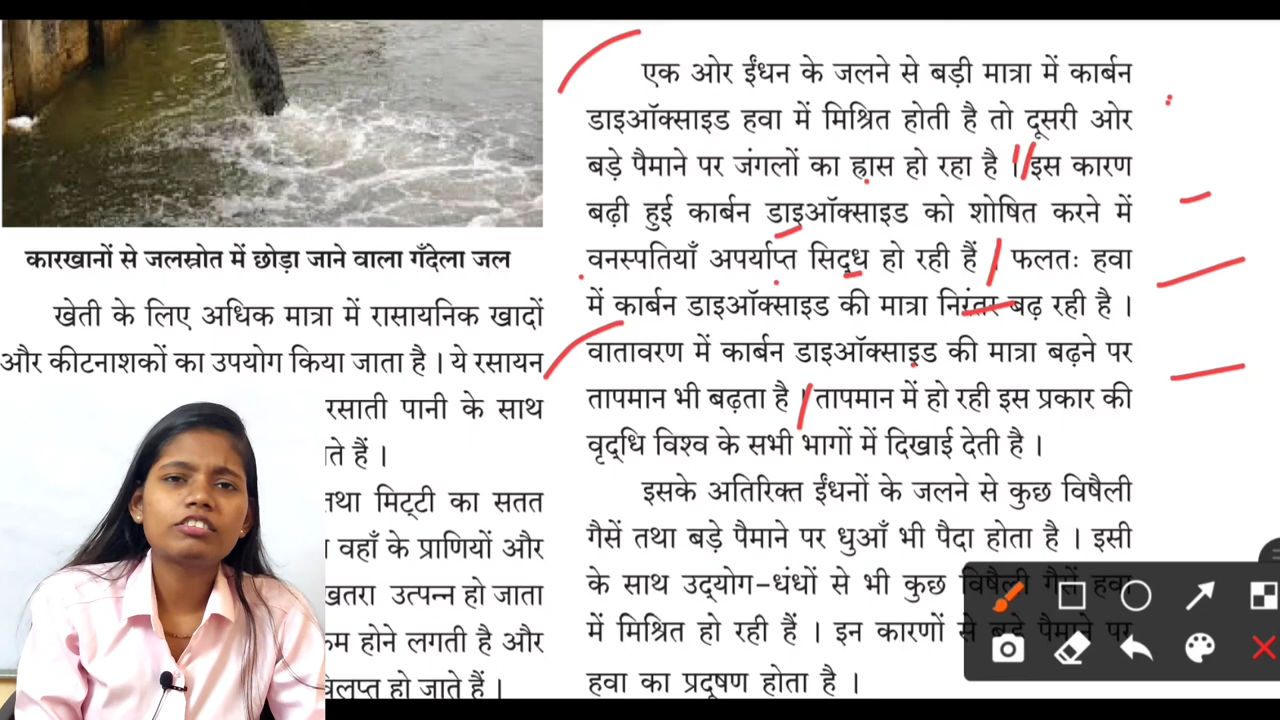 कारखानों से जलस्रोत में छोड़ा जाने वाला गँदेला जल
खेती के लिए अधिक मात्रा में रासायनिक खादों
और कीटनाशकों का उपयोग किया जाता है । ये रसायन
रसाती पानी के साथ
ते हैं ।
तथा मिट्टी का सतत
वहाँ के प्राणियों और
खतरा उत्पन्न हो जाता
कम होने लगती है और
विलुप्त हो जाते हैं ।
एक ओर ईंधन के जलने से बड़ी मात्रा में कार्बन
डाइऑक्साइड हवा में मिश्रित होती है तो दूसरी ओर
बड़े पैमाने पर जंगलों का ह्रास हो रहा है । इस कारण
बढ़ी हुई कार्बन डाइऑक्साइड को शोषित करने में
वनस्पतियाँ अपर्याप्त सिद्ध हो रही हैं । फलतः हवा
में कार्बन डाइऑक्साइड की मात्रा निरंतर बढ़ रही है ।
वातावरण में कार्बन डाइऑक्साइड की मात्रा बढ़ने पर
तापमान भी बढ़ता है । तापमान में हो रही इस प्रकार की
वृद्धि विश्व के सभी भागों में दिखाई देती है ।
इसके अतिरिक्त ईंधनों के जलने से कुछ विषैली
गैसें तथा बड़े पैमाने पर धुआँ भी पैदा होता है । इसी
के साथ उद्योग-धंधों से भी कुछ विषैली गैसें हवा
में मिश्रित हो रही हैं । इन कारणों से बड़े पैमाने पर
हवा का प्रदूषण होता है ।